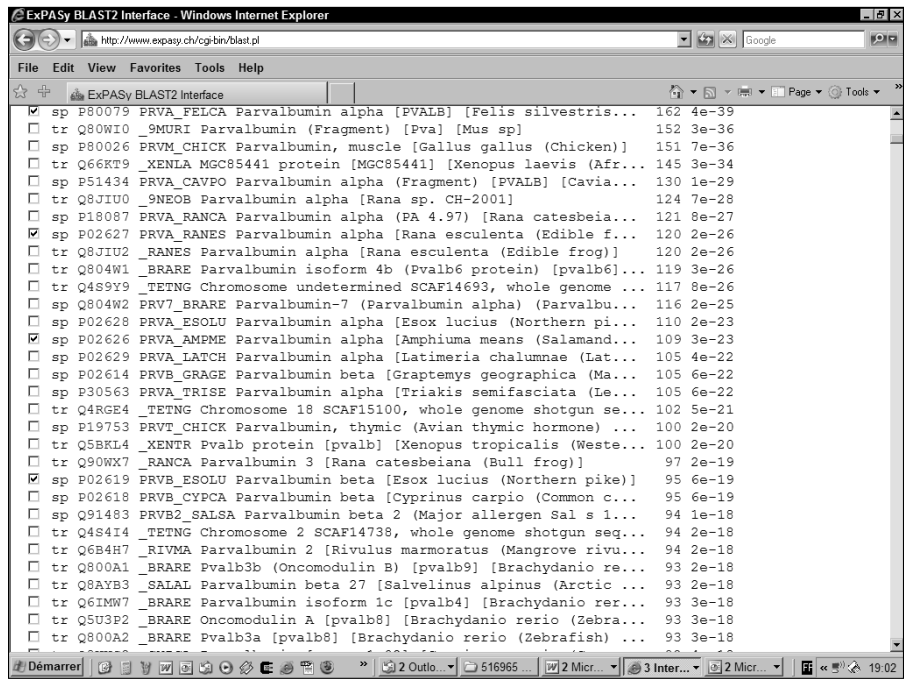 ExPASy BLAST2 Interface - Windows Internet Explorer
http://www.expasy.ch/cgi-bin/blast.pl
Google
File Edit View Favorites Tools Help
ExPASy BLAST2 Interface
Page Tools »
sp P80079 PRVA_FELCA Parvalbumin alpha [PVALB] [Felis silvestris... 162 4e-39
tr Q80WI0 _9MURI Parvalbumin (Fragment) [Pva] [Mus sp] 152 3e-36
sp P80026 PRVM_CHICK Parvalbumin, muscle [Gallus gallus (Chicken)] 151 7e-36
tr Q66KT9 _XENLA MGC85441 protein [MGC85441] [Xenopus laevis (Afr... 145 3e-34
sp P51434 PRVA_CAVPO Parvalbumin alpha (Fragment) [PVALB] [Cavia... 130 1e-29
tr Q8JIU0 _9NEOB Parvalbumin alpha [Rana sp. CH-2001] 124 7e-28
sp P18087 PRVA_RANCA Parvalbumin alpha (PA 4.97) [Rana catesbeia... 121 8e-27
sp P02627 PRVA_RANES Parvalbumin alpha [Rana esculenta (Edible f... 120 2e-26
tr Q8JIU2 _RANES Parvalbumin alpha [Rana esculenta (Edible frog)] 120 2e-26
tr Q804W1 _BRARE Parvalbumin isoform 4b (Pvalb6 protein) [pvalb6]... 119 3e-26
tr Q4S9Y9 _TETNG Chromosome undetermined SCAF14693, whole genome ... 117 8e-26
sp Q804W2 PRV7_BRARE Parvalbumin-7 (Parvalbumin alpha) (Parvalbu... 116 2e-25
sp P02628 PRVA_ESOLU Parvalbumin alpha [Esox lucius (Northern pi... 110 2e-23
sp P02626 PRVA_AMPME Parvalbumin alpha [Amphiuma means (Salamand... 109 3e-23
sp P02629 PRVA_LATCH Parvalbumin alpha [Latimeria chalumnae (Lat... 105 4e-22
sp P02614 PRVB_GRAGE Parvalbumin beta [Graptemys geographica (Ma... 105 6e-22
sp P30563 PRVA_TRISE Parvalbumin alpha [Triakis semifasciata (Le... 105 6e-22
tr Q4RGE4 _TETNG Chromosome 18 SCAF15100, whole genome shotgun se... 102 5e-21
sp P19753 PRVT_CHICK Parvalbumin, thymic (Avian thymic hormone) ... 100 2e-20
tr Q5BKL4 _XENTR Pvalb protein [pvalb] [Xenopus tropicalis (Weste... 100 2e-20
tr Q90WX7 _RANCA Parvalbumin 3 [Rana catesbeiana (Bull frog)] 97 2e-19
sp P02619 PRVB_ESOLU Parvalbumin beta [Esox lucius (Northern pike)] 95 6e-19
sp P02618 PRVB_CYPCA Parvalbumin beta [Cyprinus carpio (Common c... 95 6e-19
sp Q91483 PRVB2_SALSA Parvalbumin beta 2 (Major allergen Sal s 1... 94 1e-18
tr Q4S4I4 _TETNG Chromosome 2 SCAF14738, whole genome shotgun seq... 94 2e-18
tr Q6B4H7 _RIVMA Parvalbumin 2 [Rivulus marmoratus (Mangrove rivu... 94 2e-18
tr Q800A1 _BRARE Pvalb3b (Oncomodulin B) [pvalb9] [Brachydanio re... 93 2e-18
tr Q8AYB3 _SALAL Parvalbumin beta 27 [Salvelinus alpinus (Arctic ... 93 2e-18
tr Q6IMW7 _BRARE Parvalbumin isoform 1c [pvalb4] [Brachydanio rer... 93 3e-18
tr Q5U3P2 _BRARE Oncomodulin A [pvalb8] [Brachydanio rerio (Zebra... 93 3e-18
tr Q800A2 _BRARE Pvalb3a [pvalb8] [Brachydanio rerio (Zebrafish) ... 93 3e-18
Démarrer » 2 Outlo... 516965 ... 2 Micr... 3 Inter... 2 Micr... « 19:02